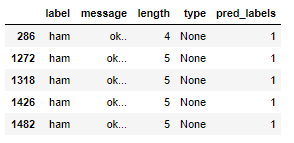 label message length type pred_labels
286 ham ok.. 4 None 1
1272 ham ok... 5 None 1
1318 ham ok... 5 None 1
1426 ham ok... 5 None 1
1482 ham ok... 5 None 1